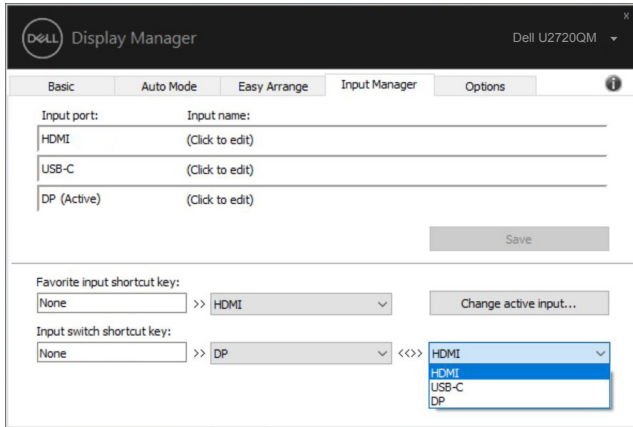 x
DELL Display Manager Dell U2720QM
Basic Auto Mode Easy Arrange Input Manager Options i
Input port: Input name:
HDMI (Click to edit)
USB-C (Click to edit)
DP (Active) (Click to edit)
Save
Favorite input shortcut key:
None >> HDMI Change active input...
Input switch shortcut key:
None >> DP <<>> HDMI
HDMI
USB-C
DP